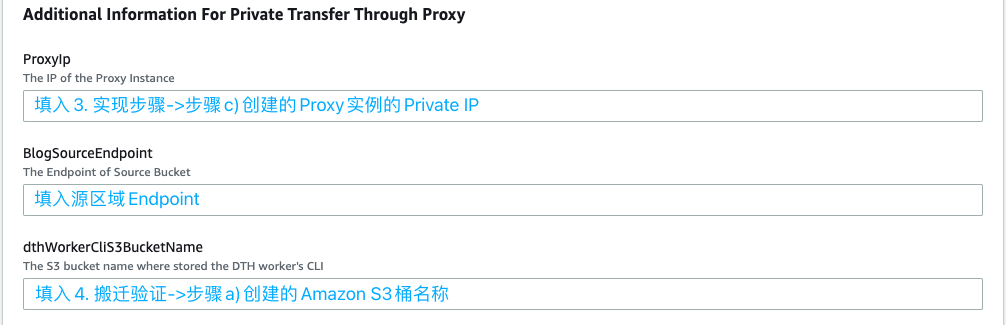 Additional Information For Private Transfer Through Proxy
ProxyIp
The IP of the Proxy Instance
填入 3. 实现步骤->步骤 c) 创建的 Proxy 实例的 Private IP
BlogSourceEndpoint
The Endpoint of Source Bucket
填入源区域 Endpoint
dthWorkerCliS3BucketName
The S3 bucket name where stored the DTH worker's CLI
填入 4. 搬迁验证->步骤 a) 创建的 Amazon S3 桶名称